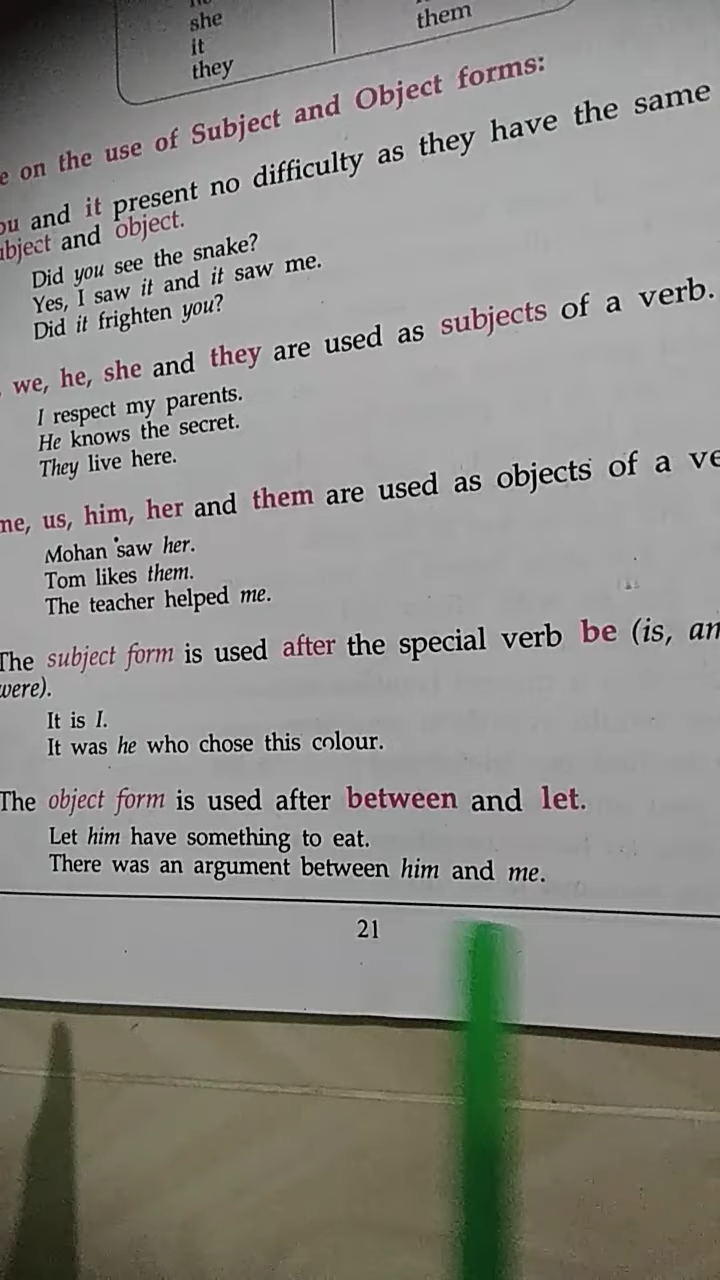 she
it
they
them
on the use of Subject and Object forms:
and it present no difficulty as they have the same
and object.
Did you see the snake?
Yes, I saw it and it saw me.
Did it frighten you?
we, he, she and they are used as subjects of a verb.
I respect my parents.
He knows the secret.
They live here.
me, us, him, her and them are used as objects of a
Mohan saw her.
Tom likes them.
The teacher helped me.
The subject form is used after the special verb be (is,
were).
It is I.
It was he who chose this colour.
The object form is used after between and let.
Let him have something to eat.
There was an argument between him and me.
21